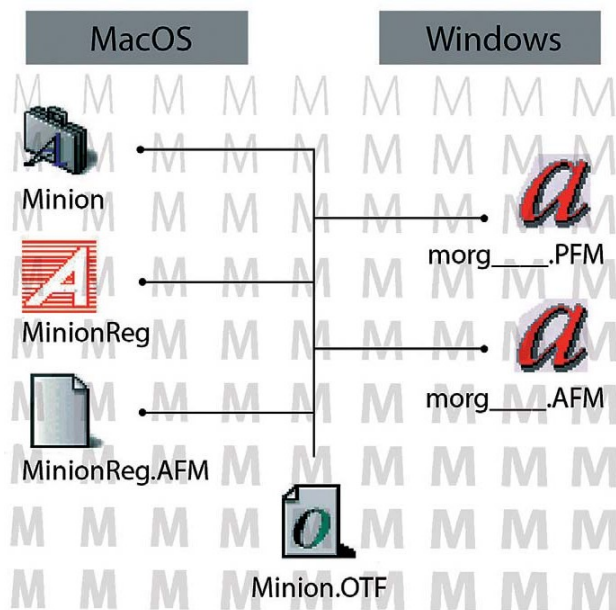 MacOS
Windows
M M M M M M M M M
Minion
morg____.PFM
MinionReg
morg____.AFM
MinionReg.AFM
Minion.OTF